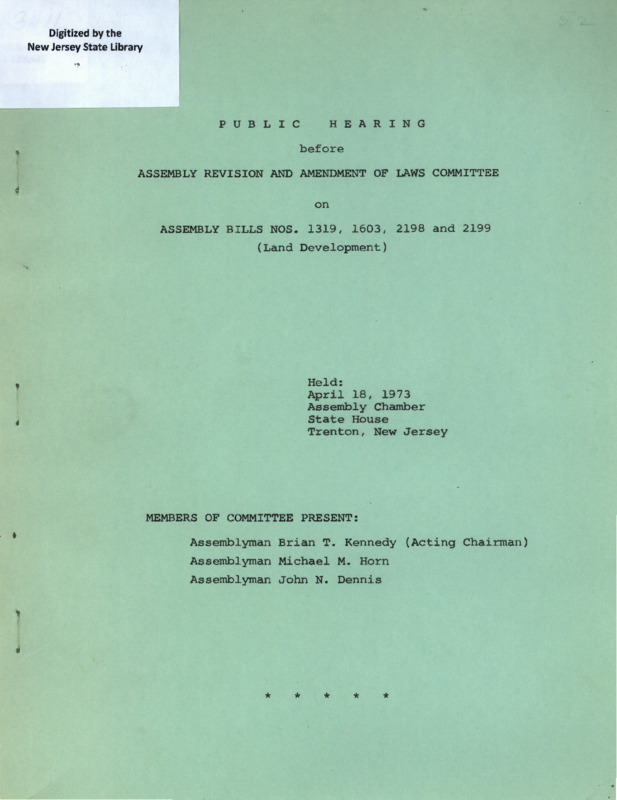 Digitized by the
New Jersey State Library
PUBLIC HEARING
before
ASSEMBLY REVISION AND AMENDMENT OF LAWS COMMITTEE
on
ASSEMBLY BILLS NOS. 1319, 1603, 2198 and 2199
(Land Development)
Held:
April 18, 1973
Assembly Chamber
State House
Trenton, New Jersey
MEMBERS OF COMMITTEE PRESENT:
Assemblyman Brian T. Kennedy (Acting Chairman)
Assemblyman Michael M. Horn
Assemblyman John N. Dennis
* * * * *